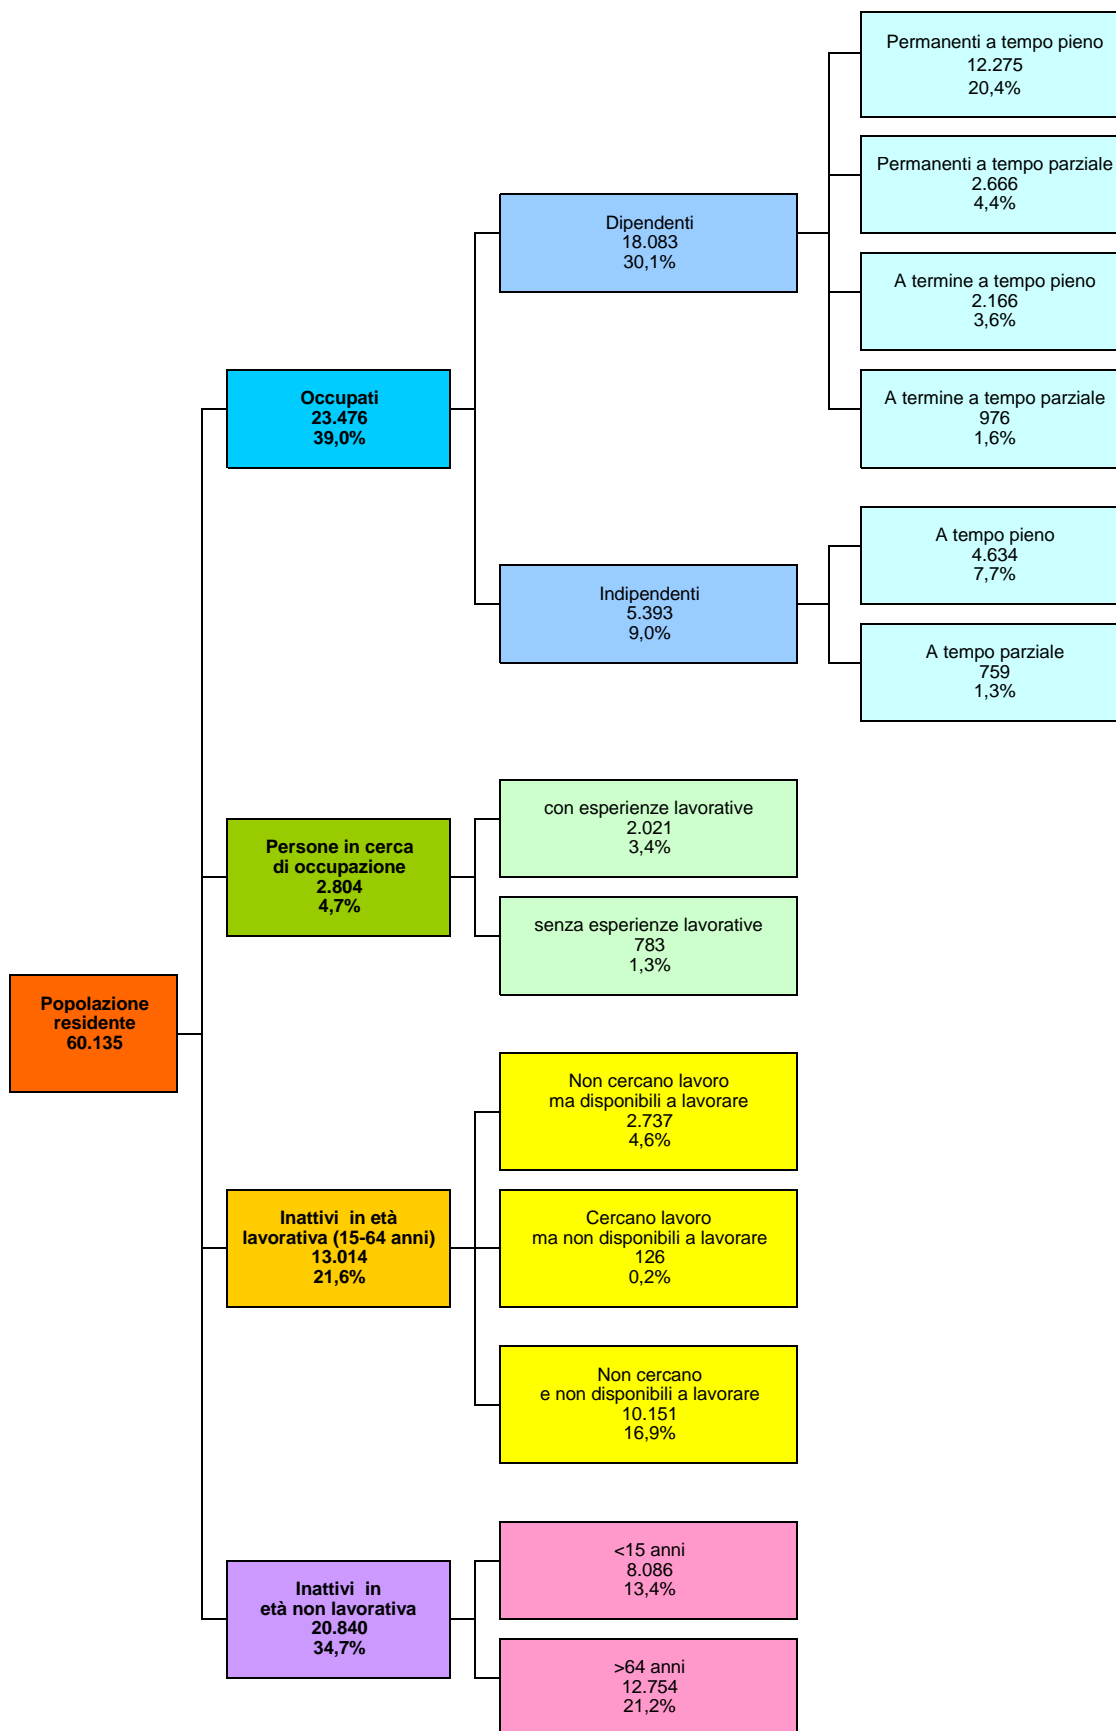 Permanenti a tempo pieno
12.275
20,4%
Permanenti a tempo parziale
2.666
4,4%
Dipendenti
18.083
30,1%
A termine a tempo pieno
2.166
3,6%
Occupati
23.476
39,0%
A termine a tempo parziale
976
1,6%
A tempo pieno
4.634
7,7%
Indipendenti
5.393
9,0%
A tempo parziale
759
1,3%
con esperienze lavorative
2.021
3,4%
Persone in cerca
di occupazione
2.804
4,7%
senza esperienze lavorative
783
1,3%
Popolazione
residente
60.135
Non cercano lavoro
ma disponibili a lavorare
2.737
4,6%
Inattivi in età
lavorativa (15-64 anni)
13.014
21,6%
Cercano lavoro
ma non disponibili a lavorare
126
0,2%
Non cercano
e non disponibili a lavorare
10.151
16,9%
<15 anni
8.086
13,4%
Inattivi in
età non lavorativa
20.840
34,7%
>64 anni
12.754
21,2%